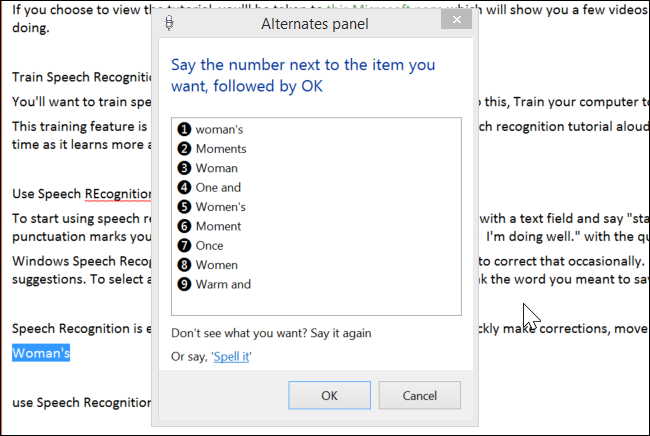 If you choose to view the tutorial, you'll be taken to this Microsoft page which will show you a few videos
doing.
Alternates panel
Say the number next to the item you
want, followed by OK
1 woman's
2 Moments
3 Woman
4 One and
5 Women's
6 Moment
7 Once
8 Women
9 Warm and
Don't see what you want? Say it again
Or say, 'Spell it'
OK Cancel
Train Speech Recognitio
You'll want to train spe this, Train your computer to
This training feature is ch recognition tutorial aloud
time as it learns more a
Use Speech REcognition
To start using speech re with a text field and say "sta
punctuation marks you I'm doing well." with the qu
Windows Speech Recog to correct that occasionally.
suggestions. To select a the word you meant to say
Speech Recognition is e ckly make corrections, move
Woman's
use Speech Recognition